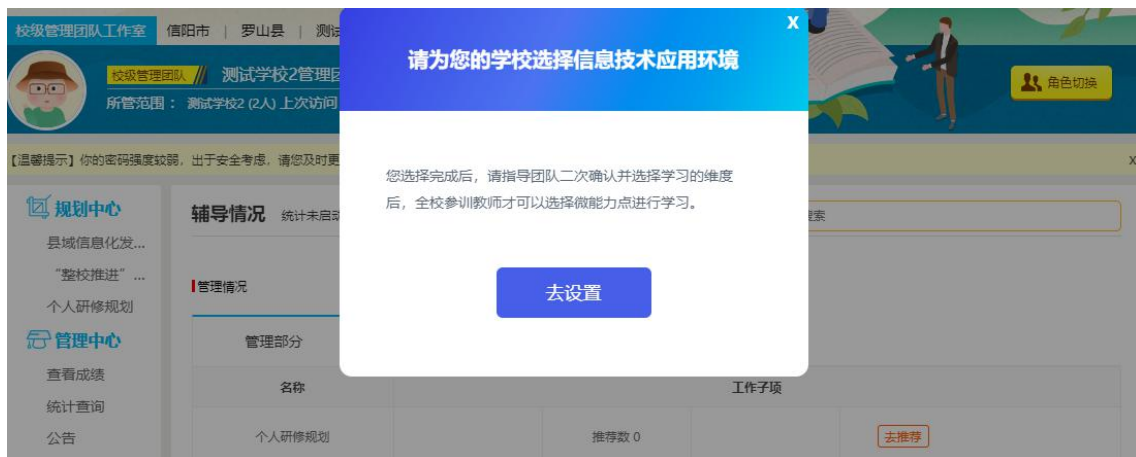 校级管理团队工作室 信阳市 | 罗山县 | 测试
X
请为您的学校选择信息技术应用环境
校级管理团队 // 测试学校2管理团
角色切换
所管范围： 测试学校2 (2人) 上次访问
【温馨提示】你的密码强度较弱，出于安全考虑，请您及时更 X
您选择完成后，请指导团队二次确认并选择学习的维度
后，全校参训教师才可以选择微能力点进行学习。
规划中心
辅导情况 统计未启动
搜索
县域信息化发...
“整校推进” ...
管理情况
去设置
个人研修规划
管理中心
管理部分
查看成绩
名称 工作子项
统计查询
公告
个人研修规划 推荐数 0 去推荐